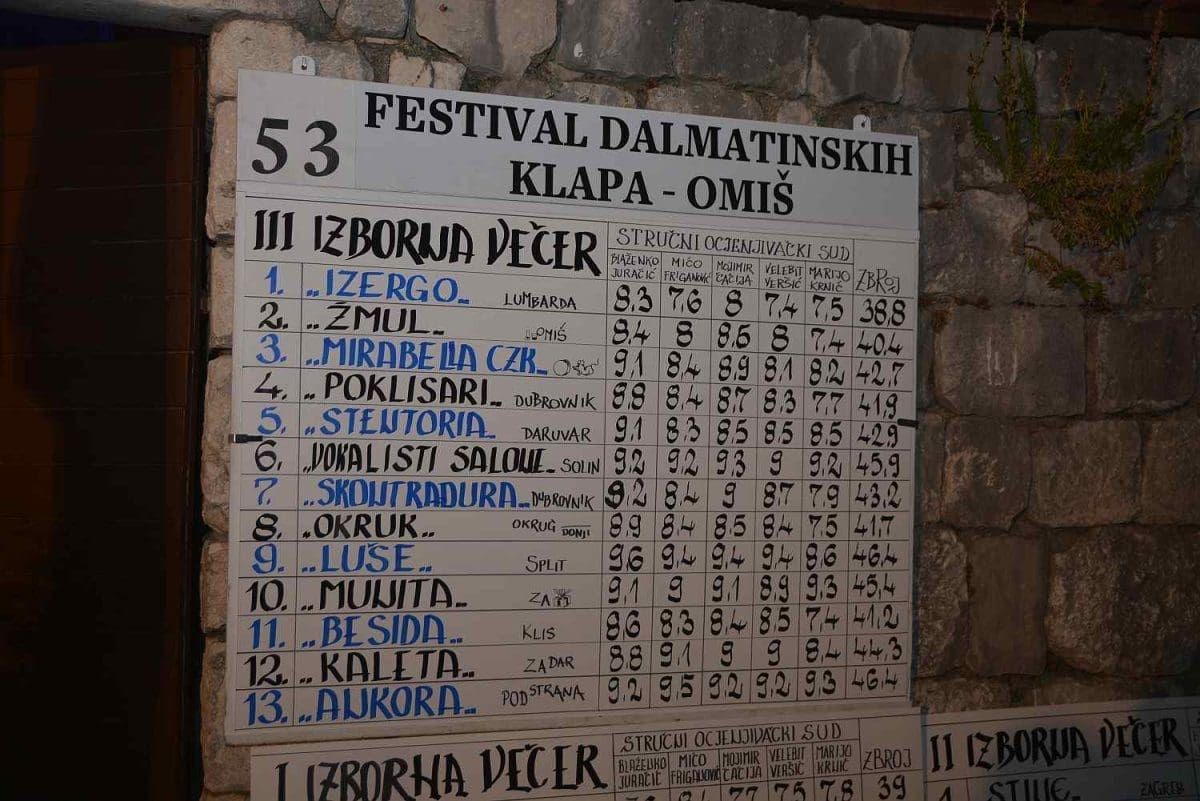 53 FESTIVAL DALMATINSKIH
KLAPA - OMIŠ
III IZBORNA VEČER
STRUČNI OCJENJIVAČKI SUD
BLAŽENKO JURAČIĆ MIĆO FRIGANOVIĆ MOJMIR ČAČIJA VELEBIT VERŠIĆ MARIJO KRNIĆ ZBROJ
1. „IZERGO„ LUMBARDA 8,3 7,6 8 7,4 7,5 38,8
2. „ŽMUL„ OMIŠ 8,4 8 8,6 8 7,4 40,4
3. „MIRABELLA CZK„ 9,1 8,4 8,9 8,1 8,2 42,7
4. „POKLISARI„ DUBROVNIK 8,8 8,4 8,7 8,3 7,7 41,9
5. „STENTORIA„ DARUVAR 9,1 8,3 8,5 8,5 8,5 42,9
6. „VOKALISTI SALONE„ SOLIN 9,2 9,2 9,3 9 9,2 45,9
7. „SKONTRADURA„ DUBROVNIK 9,2 8,4 9 8,7 7,9 43,2
8. „OKRUK„ OKRUG DONJI 8,9 8,4 8,5 8,4 7,5 41,7
9. „LUŠE„ SPLIT 9,6 9,4 9,4 9,4 8,6 46,4
10. „MUNITA„ 9,1 9 9,1 8,9 9,3 45,4
11. „BESIDA„ KLIS 8,6 8,3 8,4 8,5 7,4 41,2
12. „KALETA„ ZADAR 8,8 9,1 9 9 8,4 44,3
13. „ANKORA„ PODSTRANA 9,2 9,5 9,2 9,2 9,3 46,4
I IZBORNA VEČER
STRUČNI OCJENJIVAČKI SUD
BLAŽENKO JURAČIĆ MIĆO FRIGANOVIĆ MOJMIR ČAČIJA VELEBIT VERŠIĆ MARIJO KRNIĆ ZBROJ
7,7 7,5 7,8 39
II IZBORNA VEČER
ZAGREB